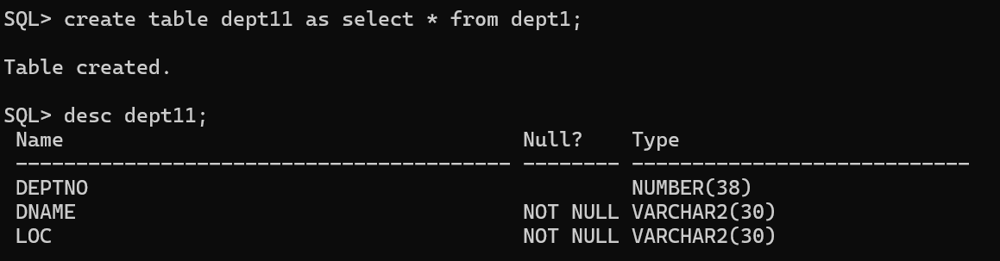 SQL> create table dept11 as select * from dept1;
Table created.
SQL> desc dept11;
Name Null? Type
----------------------------------------- -------- ----------------------------
DEPTNO NUMBER(38)
DNAME NOT NULL VARCHAR2(30)
LOC NOT NULL VARCHAR2(30)